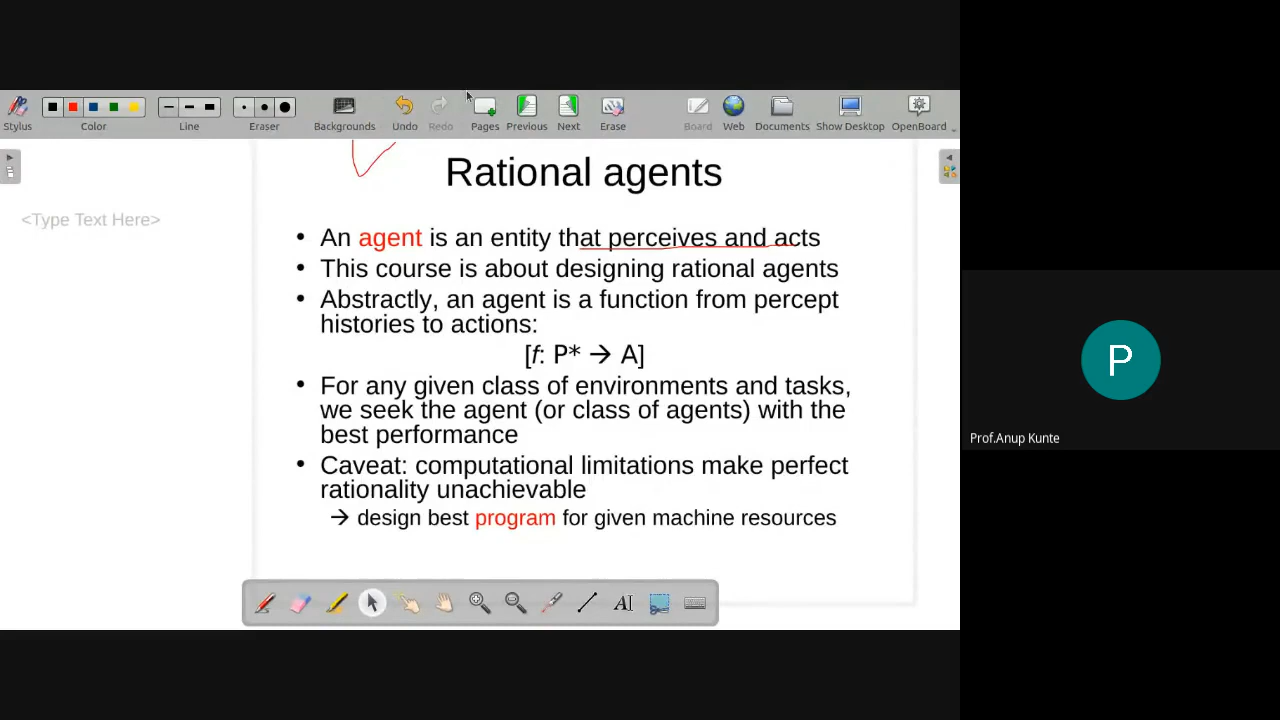 Stylus
Color
Line
Eraser
Backgrounds
Undo
Redo
Pages
Previous
Next
Erase
Board
Web
Documents
Show Desktop
OpenBoard
<Type Text Here>
Rational agents
• An agent is an entity that perceives and acts
• This course is about designing rational agents
• Abstractly, an agent is a function from percept
histories to actions:
[f: P* → A]
• For any given class of environments and tasks,
we seek the agent (or class of agents) with the
best performance
• Caveat: computational limitations make perfect
rationality unachievable
→ design best program for given machine resources
AI
P
Prof.Anup Kunte